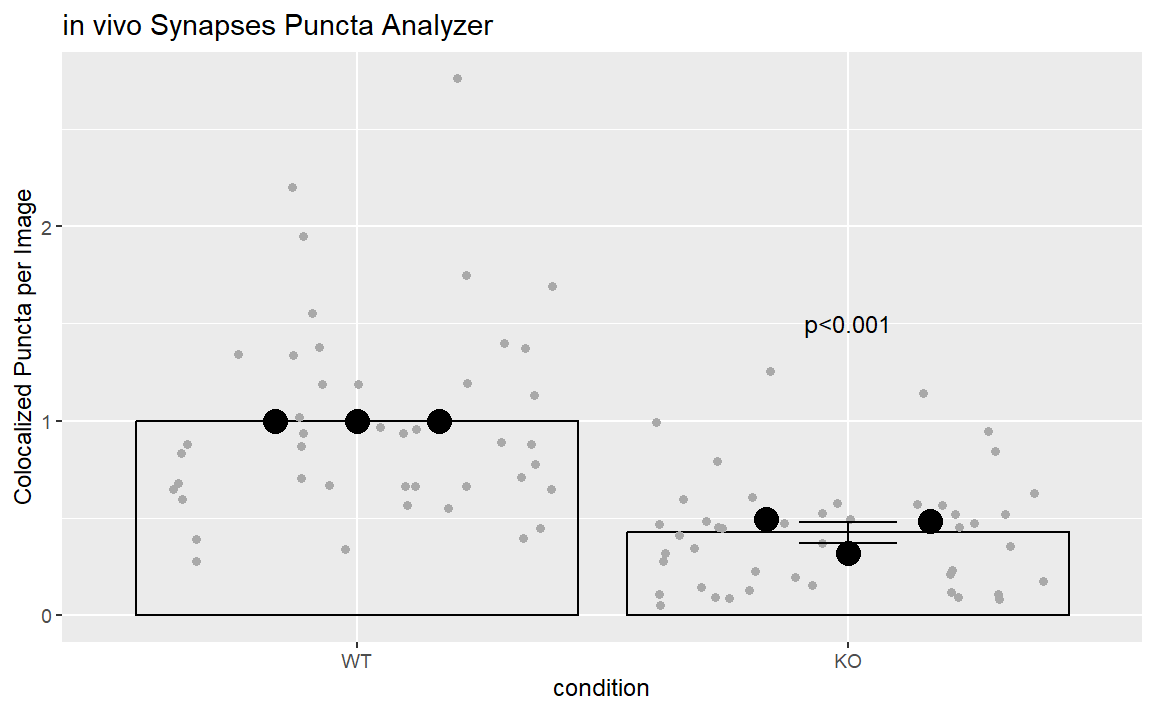 in vivo Synapses Puncta Analyzer
Colocalized Puncta per Image
2
1
0
p<0.001
WT
KO
condition